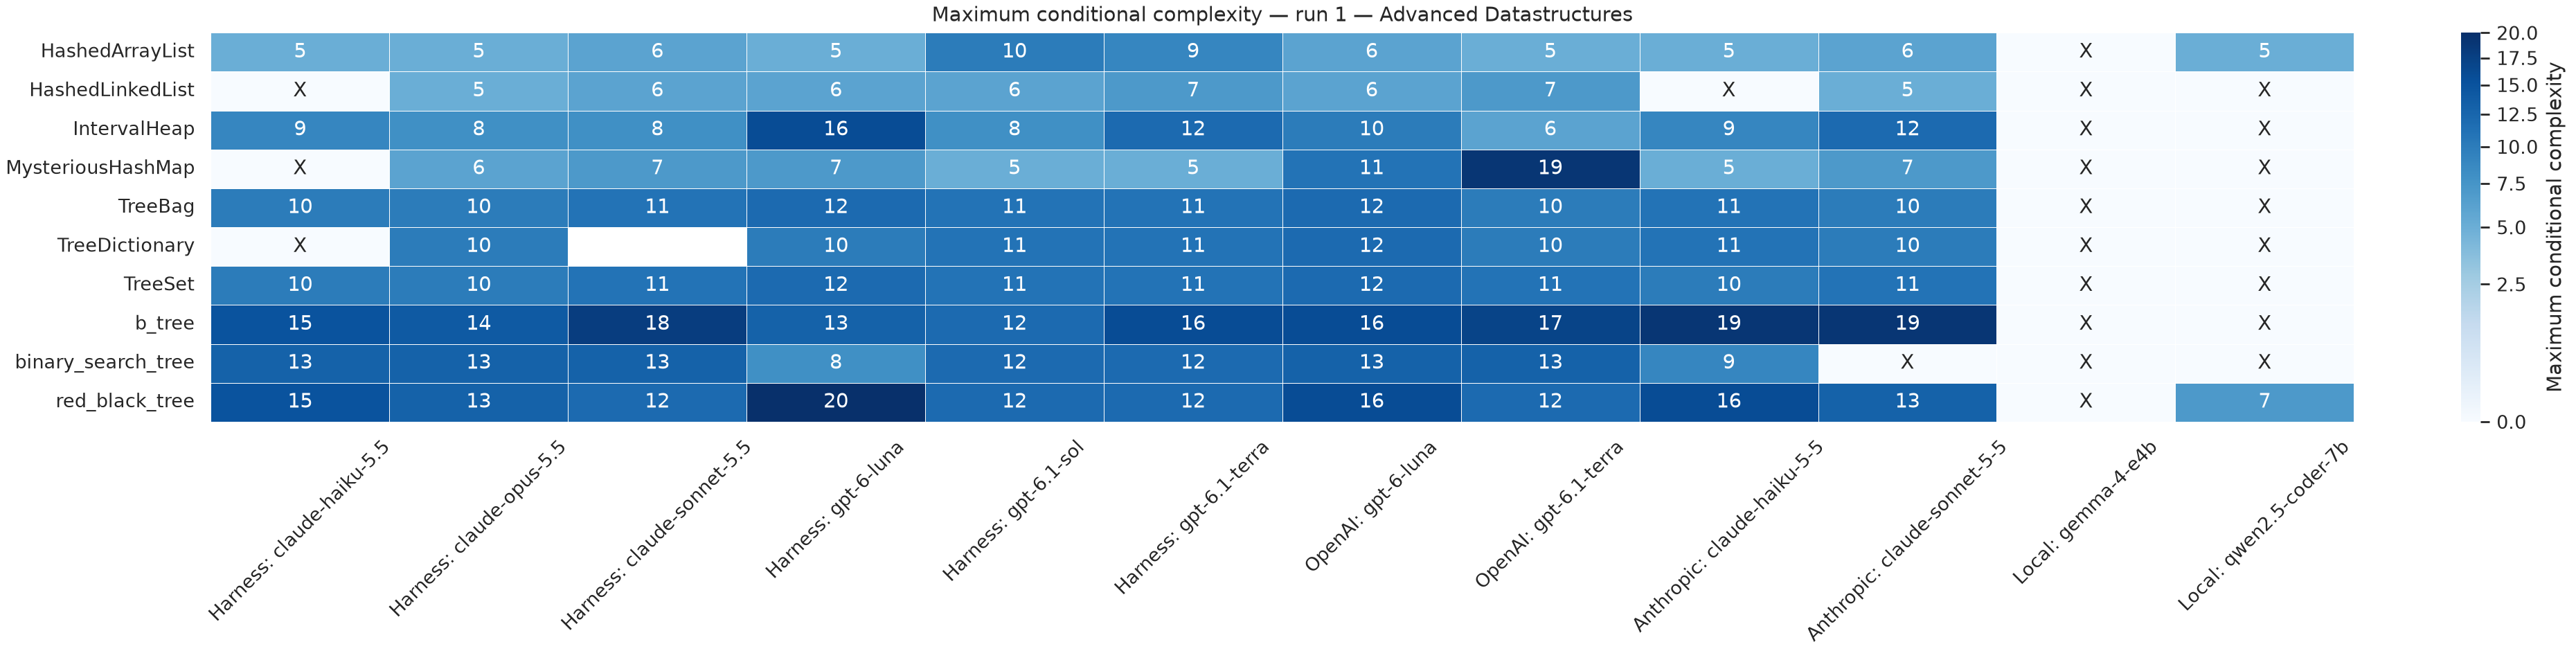 Maximum conditional complexity — run 1 — Advanced Datastructures
HashedArrayList 5 5 6 5 10 9 6 5 5 6 X 5
HashedLinkedList X 5 6 6 6 7 6 7 X 5 X X
IntervalHeap 9 8 8 16 8 12 10 6 9 12 X X
MysteriousHashMap X 6 7 7 5 5 11 19 5 7 X X
TreeBag 10 10 11 12 11 11 12 10 11 10 X X
TreeDictionary X 10 10 11 11 12 10 11 10 X X
TreeSet 10 10 11 12 11 11 12 11 10 11 X X
b_tree 15 14 18 13 12 16 16 17 19 19 X X
binary_search_tree 13 13 13 8 12 12 13 13 9 X X X
red_black_tree 15 13 12 20 12 12 16 12 16 13 X 7
Harness: claude-haiku-5.5
Harness: claude-opus-5.5
Harness: claude-sonnet-5.5
Harness: gpt-6-luna
Harness: gpt-6.1-sol
Harness: gpt-6.1-terra
OpenAI: gpt-6-luna
OpenAI: gpt-6.1-terra
Anthropic: claude-haiku-5-5
Anthropic: claude-sonnet-5-5
Local: gemma-4-e4b
Local: qwen2.5-coder-7b
20.0
17.5
15.0
12.5
10.0
7.5
5.0
2.5
0.0
Maximum conditional complexity